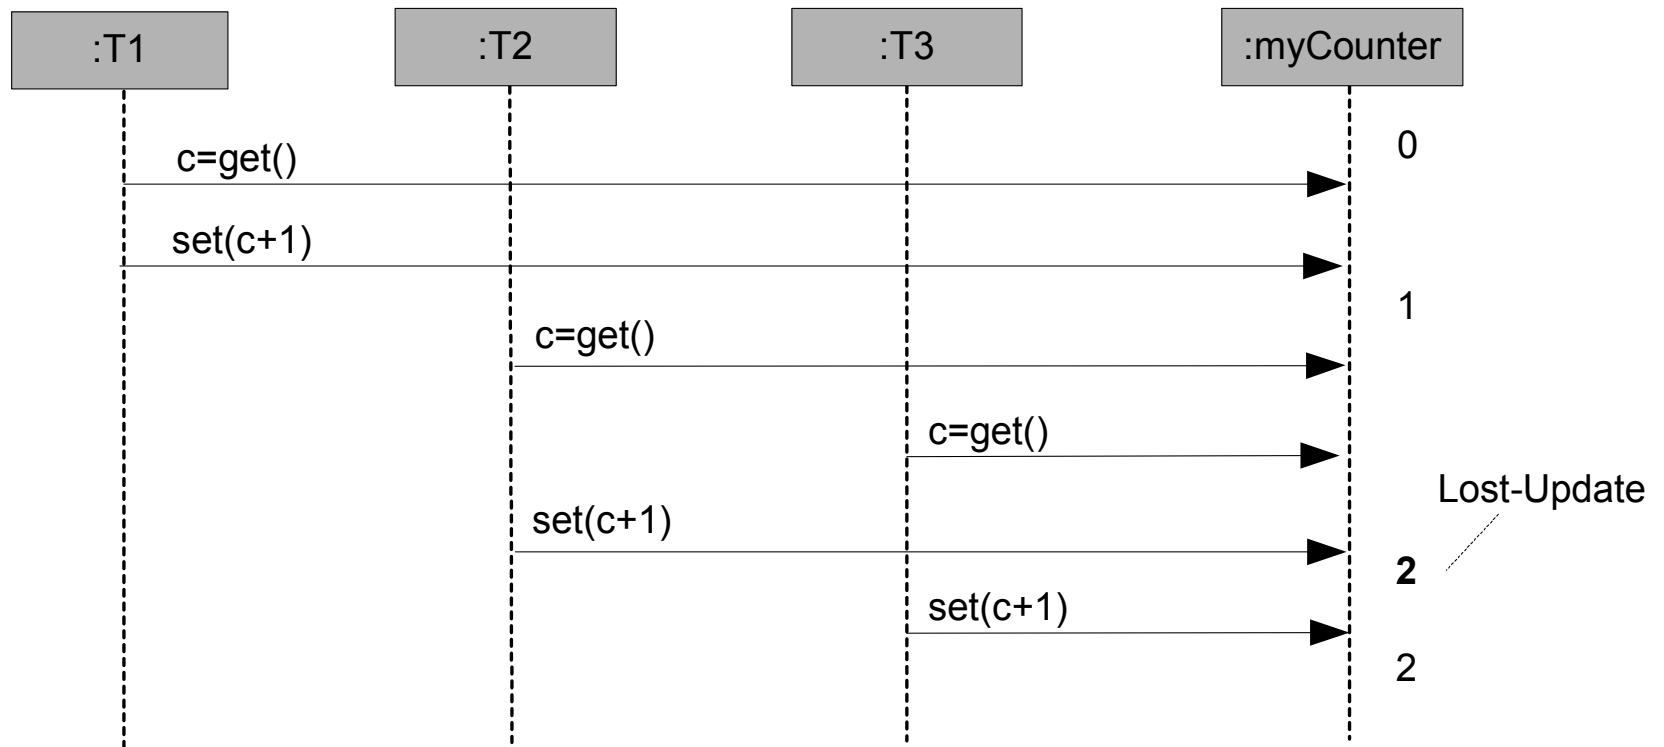 :T1
:T2
:T3
:myCounter
0
c=get()
set(c+1)
1
c=get()
c=get()
Lost-Update
set(c+1)
2
set(c+1)
2